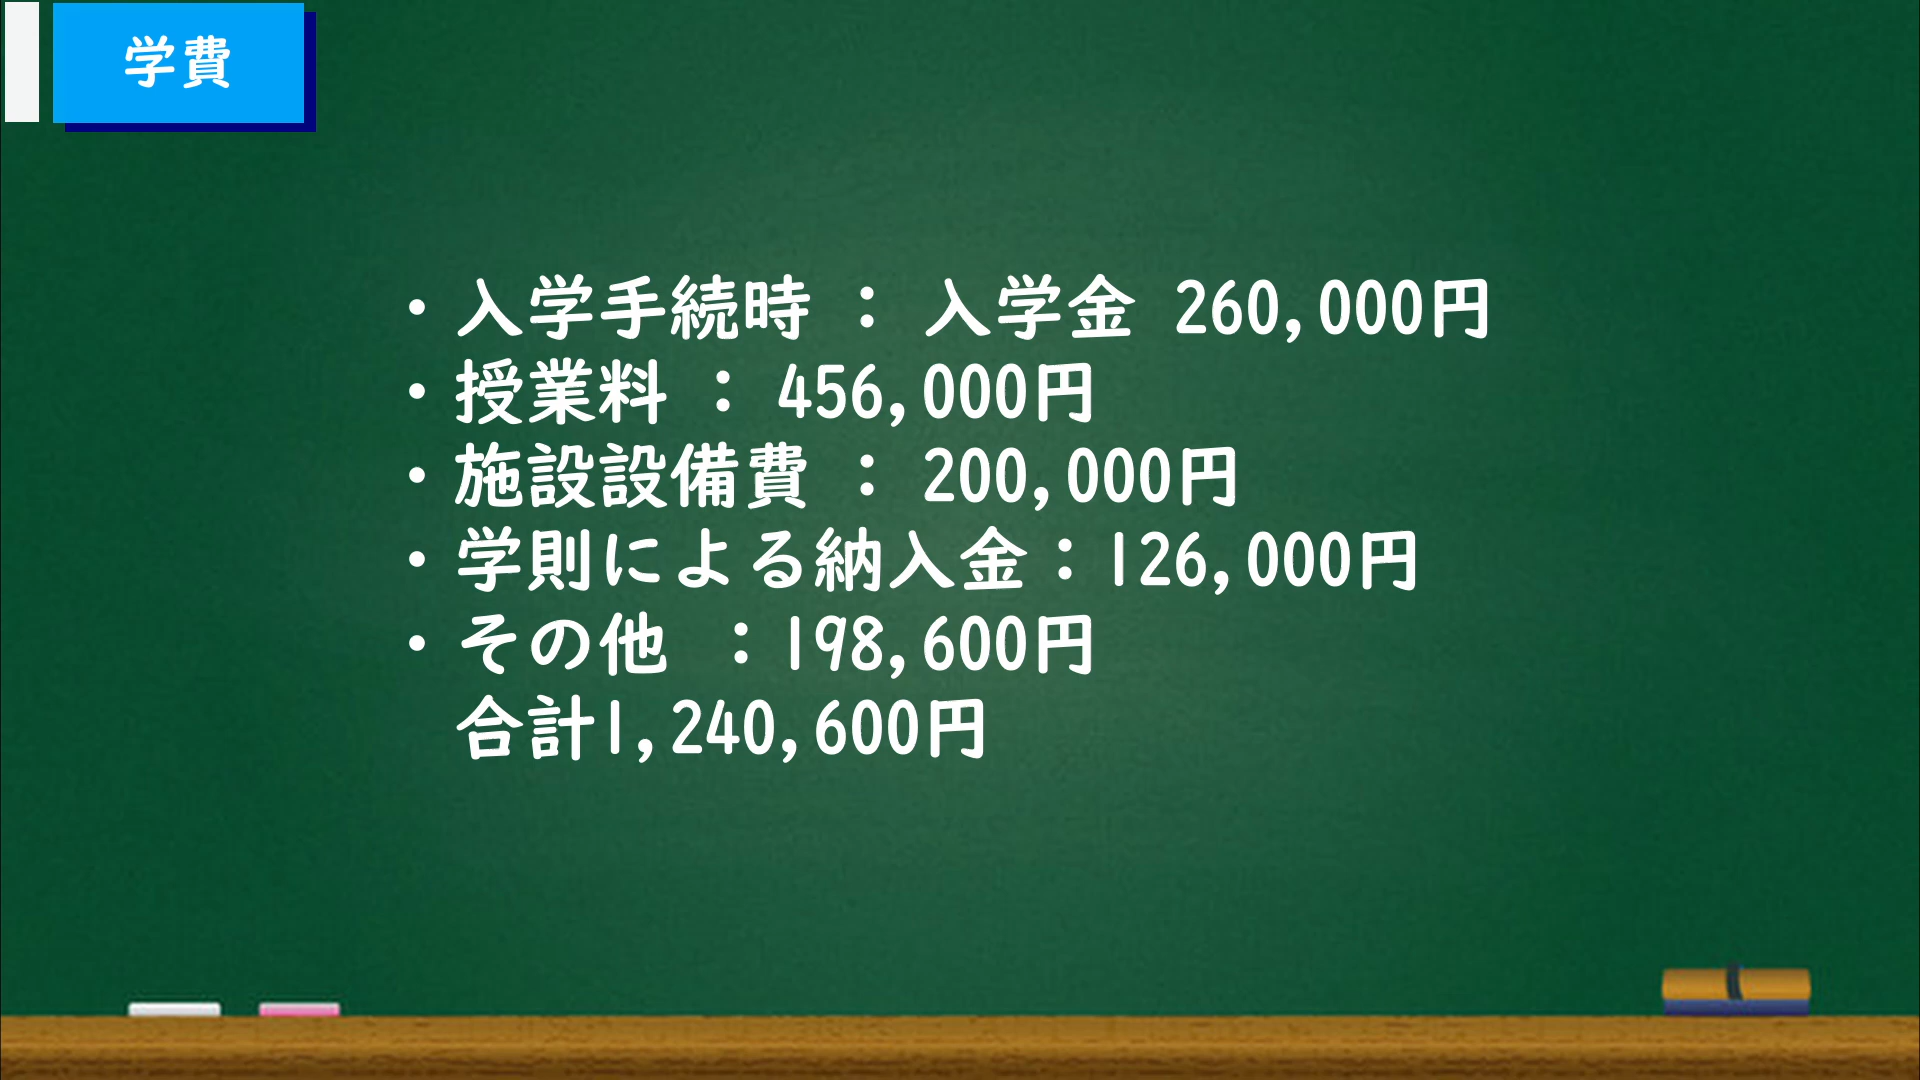 学費
・入学手続時 : 入学金 260,000円
・授業料 : 456,000円
・施設設備費 : 200,000円
・学則による納入金:126,000円
・その他 :198,600円
合計1,240,600円